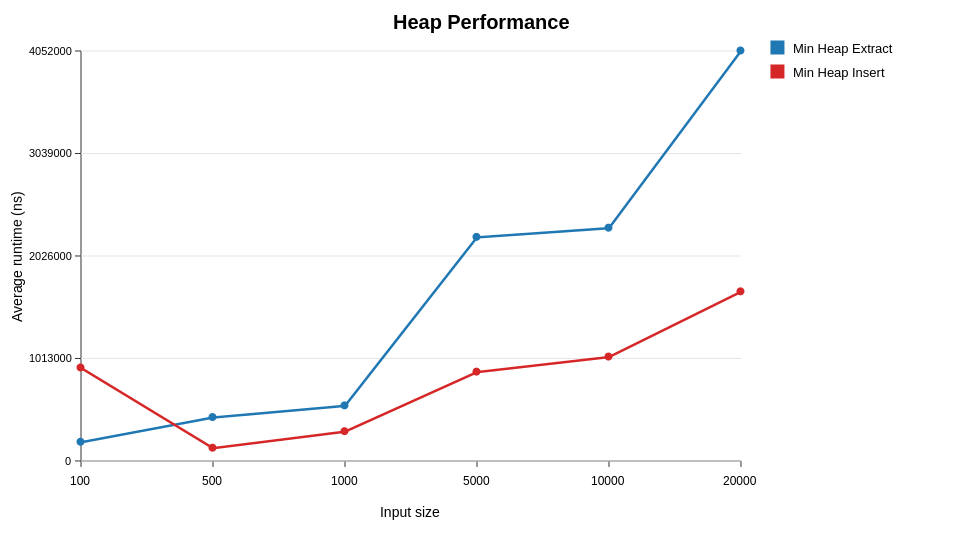 Heap Performance
Min Heap Extract
Min Heap Insert
Average runtime (ns)
4052000
3039000
2026000
1013000
0
100 500 1000 5000 10000 20000
Input size